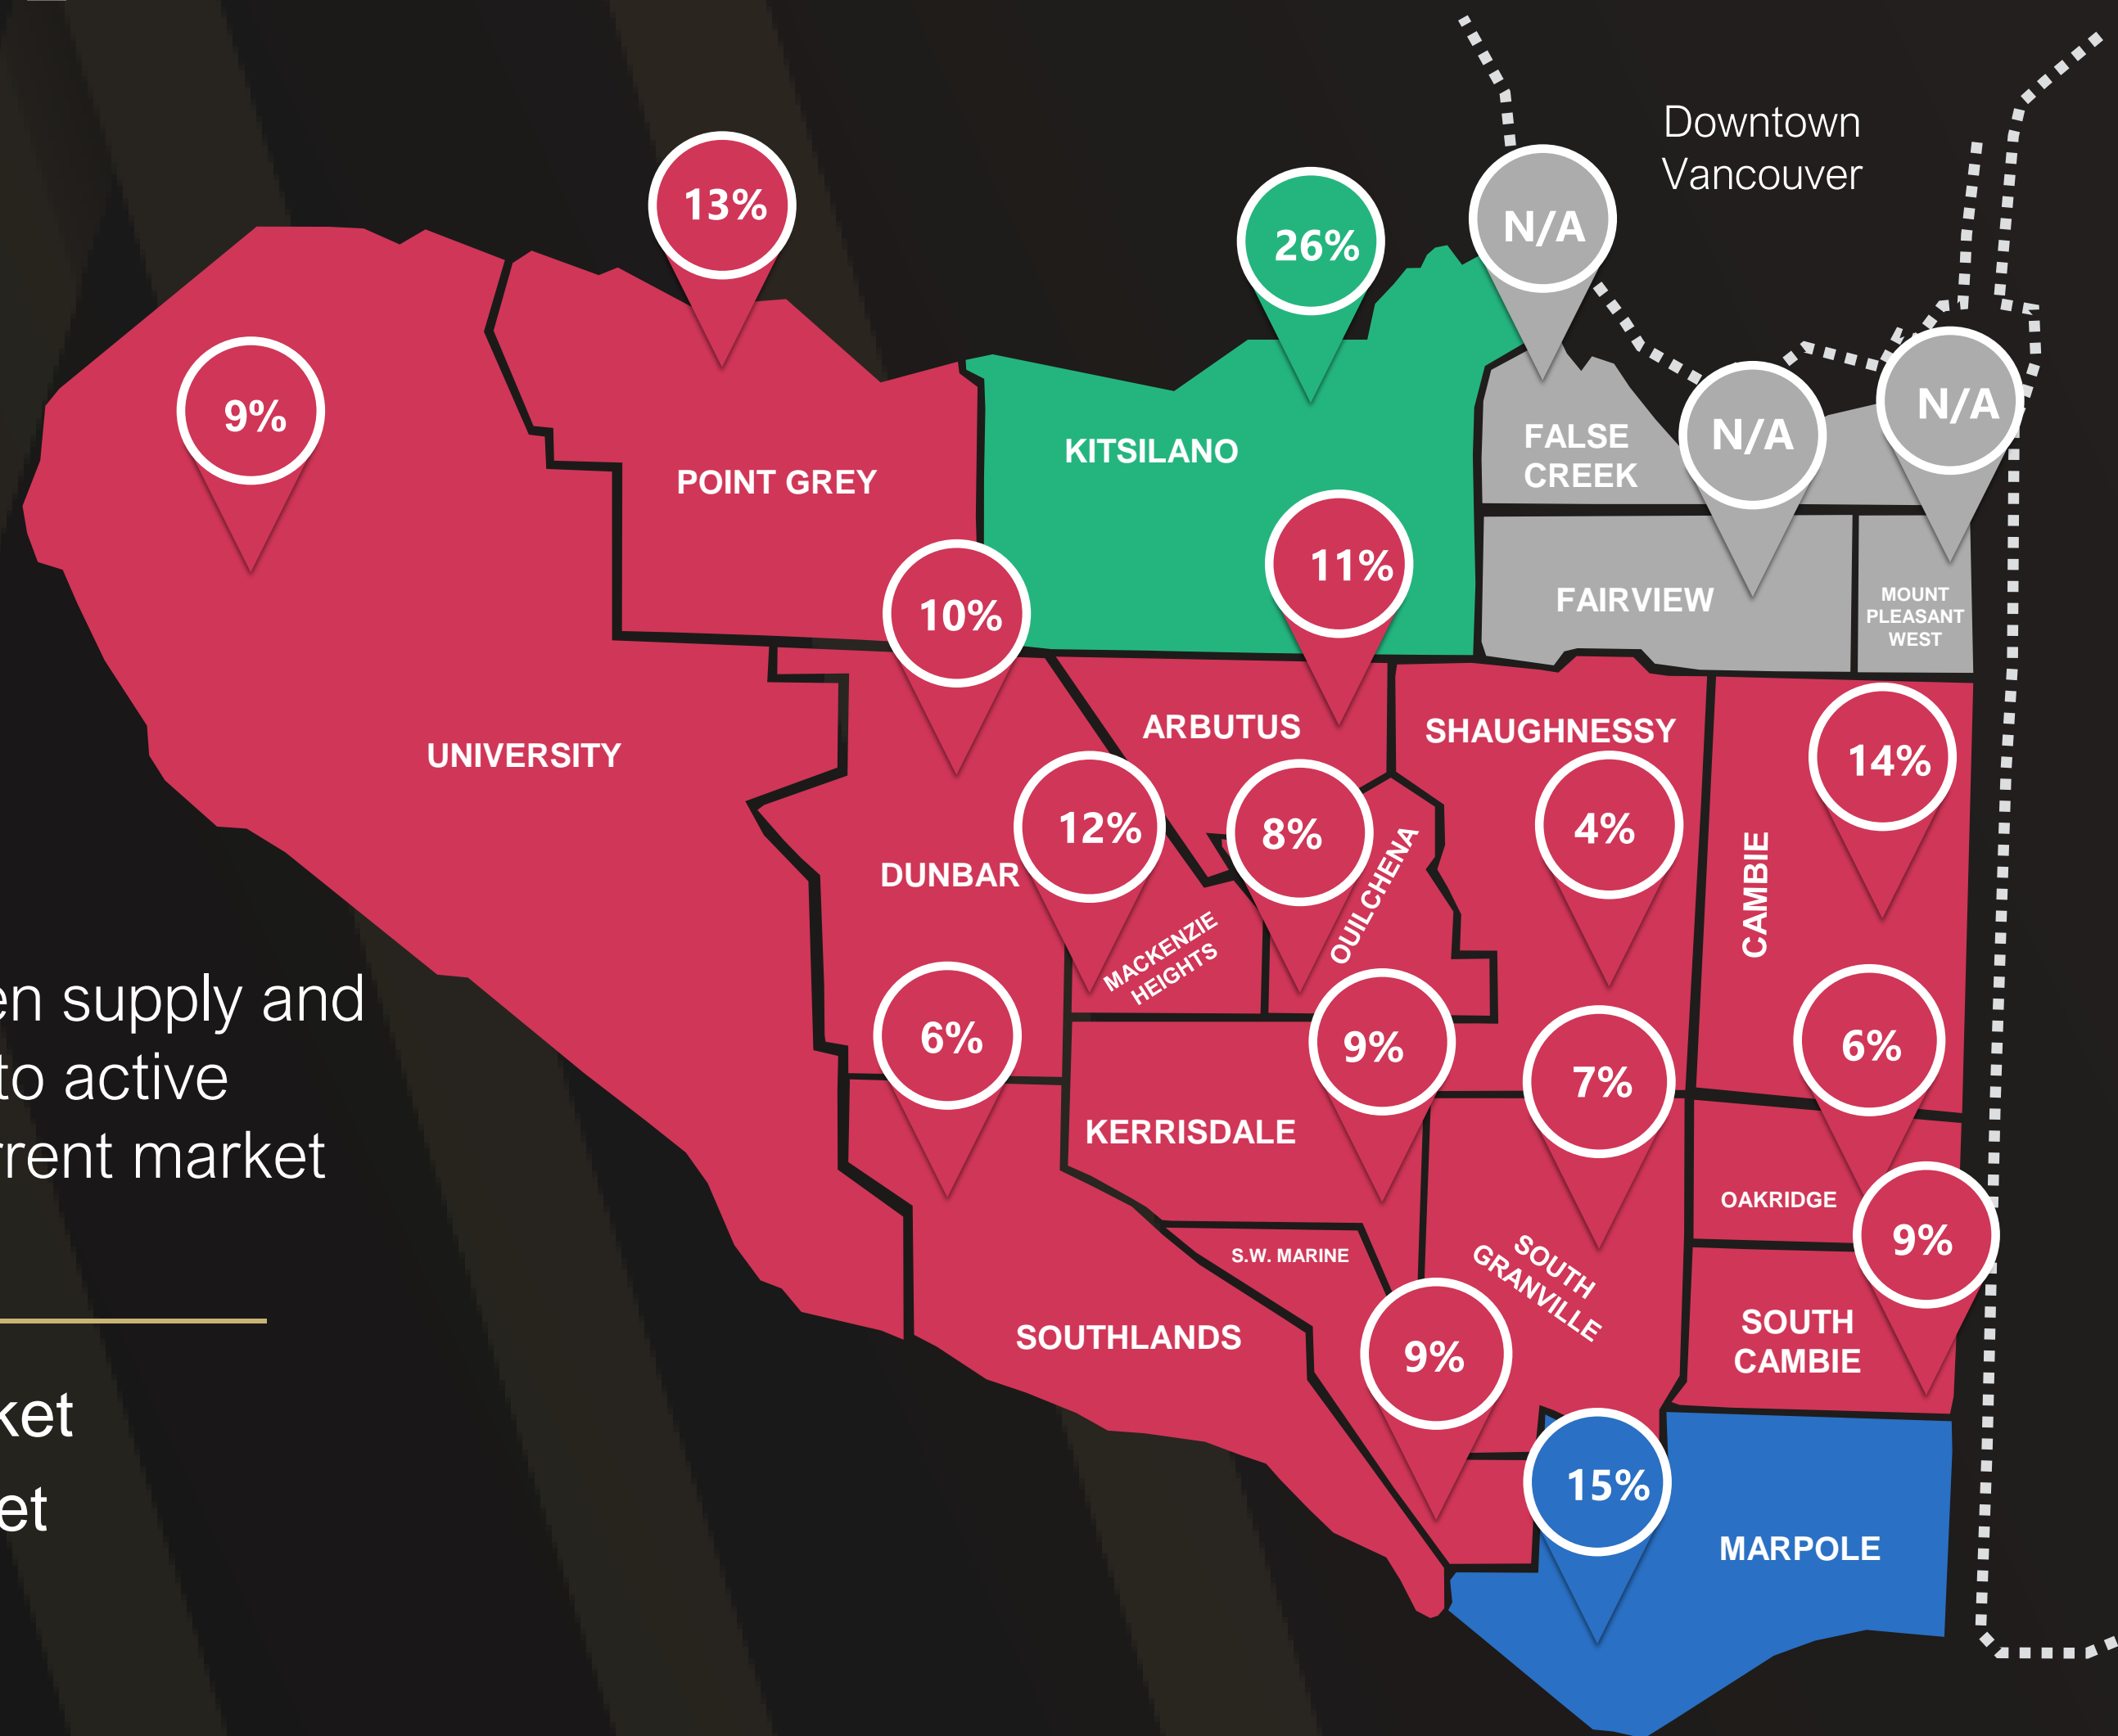 Downtown
Vancouver
13%
26%
N/A
9%
N/A
N/A
KITSILANO
FALSE
CREEK
POINT GREY
11%
10%
FAIRVIEW
MOUNT
PLEASANT
WEST
ARBUTUS
SHAUGHNESSY
UNIVERSITY
14%
12%
8%
4%
DUNBAR
QUILCHENA
CAMBIE
MACKENZIE
HEIGHTS
en supply and
to active
rrent market
6%
9%
7%
6%
KERRISDALE
OAKRIDGE
9%
S.W. MARINE
SOUTH
GRANVILLE
SOUTHLANDS
9%
SOUTH
CAMBIE
ket
et
15%
MARPOLE